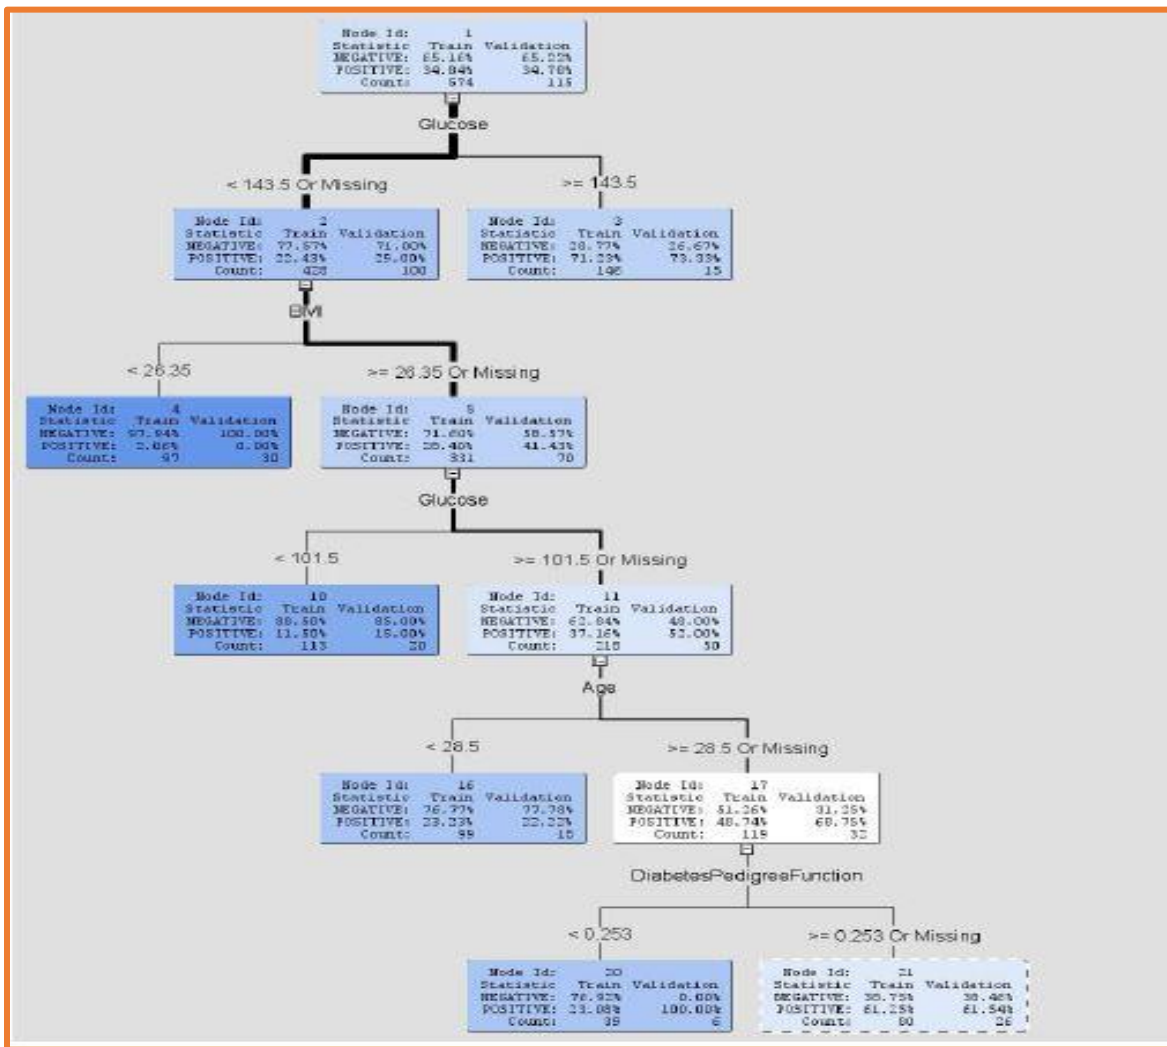 Node Id: 1
Statistic Train Validation
NEGATIVE: 65.16% 65.22%
POSITIVE: 34.84% 34.78%
Count: 574 115
Glucose
< 143.5 Or Missing
>= 143.5
Node Id: 2
Statistic Train Validation
NEGATIVE: 77.57% 71.00%
POSITIVE: 22.43% 29.00%
Count: 428 100
Node Id: 3
Statistic Train Validation
NEGATIVE: 28.77% 26.67%
POSITIVE: 71.23% 73.33%
Count: 146 15
BMI
< 26.35
>= 26.35 Or Missing
Node Id: 4
Statistic Train Validation
NEGATIVE: 97.94% 100.00%
POSITIVE: 2.06% 0.00%
Count: 97 30
Node Id: 5
Statistic Train Validation
NEGATIVE: 71.60% 58.57%
POSITIVE: 28.40% 41.43%
Count: 331 70
Glucose
< 101.5
>= 101.5 Or Missing
Node Id: 10
Statistic Train Validation
NEGATIVE: 88.50% 85.00%
POSITIVE: 11.50% 15.00%
Count: 113 20
Node Id: 11
Statistic Train Validation
NEGATIVE: 62.84% 48.00%
POSITIVE: 37.16% 52.00%
Count: 218 50
Age
< 28.5
>= 28.5 Or Missing
Node Id: 16
Statistic Train Validation
NEGATIVE: 76.77% 77.78%
POSITIVE: 23.23% 22.22%
Count: 99 18
Node Id: 17
Statistic Train Validation
NEGATIVE: 51.26% 31.25%
POSITIVE: 48.74% 68.75%
Count: 119 32
DiabetesPedigreeFunction
< 0.253
>= 0.253 Or Missing
Node Id: 20
Statistic Train Validation
NEGATIVE: 76.92% 0.00%
POSITIVE: 23.08% 100.00%
Count: 39 6
Node Id: 21
Statistic Train Validation
NEGATIVE: 38.75% 38.46%
POSITIVE: 61.25% 61.54%
Count: 80 26